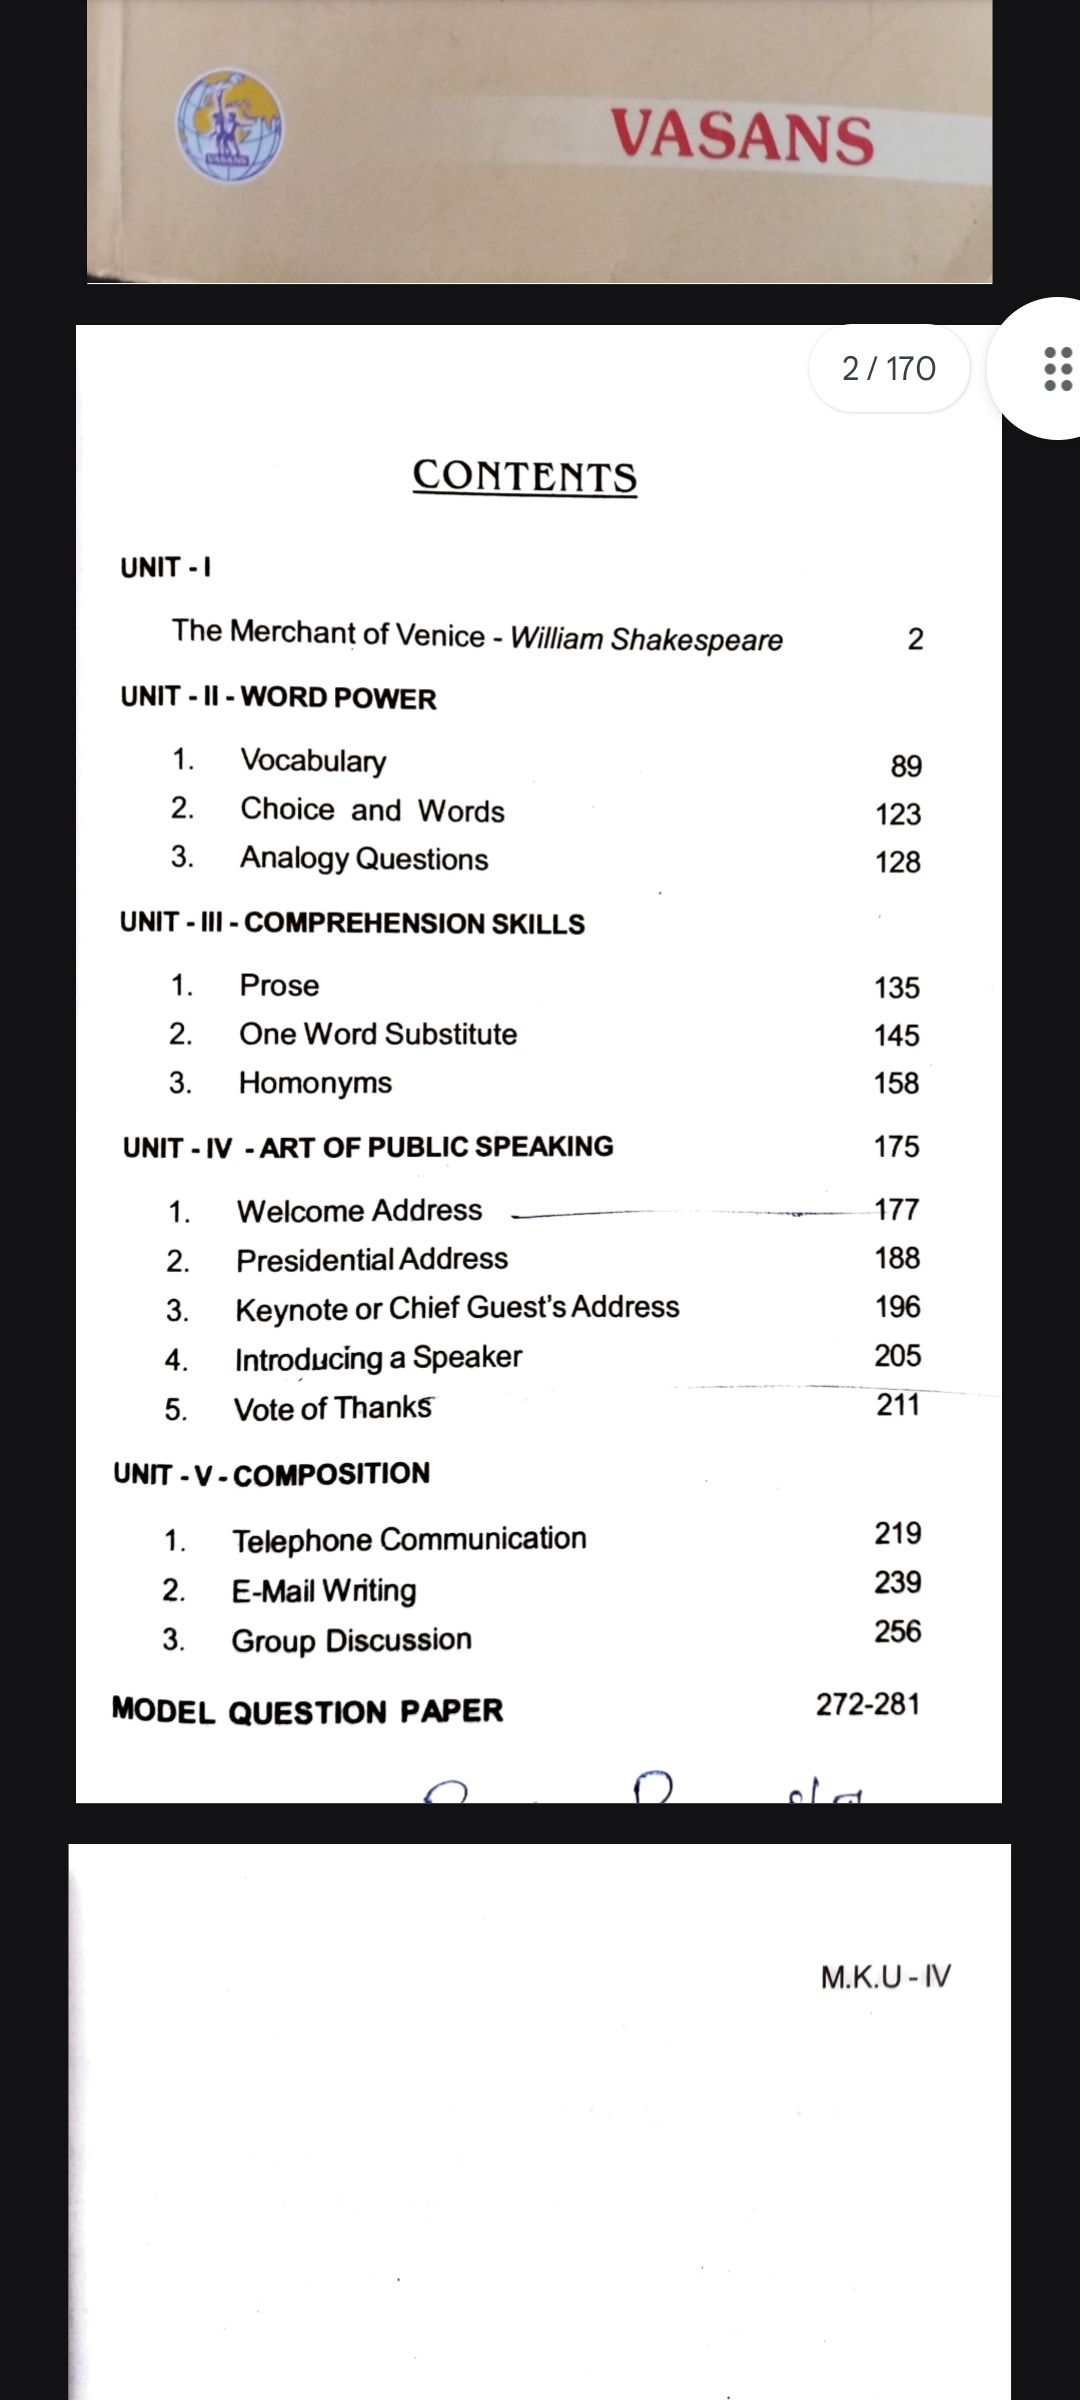 VASANS
VASANS
2 / 170
CONTENTS
UNIT - I
The Merchant of Venice - William Shakespeare 2
UNIT - II - WORD POWER
1. Vocabulary 89
2. Choice and Words 123
3. Analogy Questions 128
UNIT - III - COMPREHENSION SKILLS
1. Prose 135
2. One Word Substitute 145
3. Homonyms 158
UNIT - IV - ART OF PUBLIC SPEAKING 175
1. Welcome Address 177
2. Presidential Address 188
3. Keynote or Chief Guest's Address 196
4. Introducing a Speaker 205
5. Vote of Thanks 211
UNIT - V - COMPOSITION
1. Telephone Communication 219
2. E-Mail Writing 239
3. Group Discussion 256
MODEL QUESTION PAPER 272-281
M.K.U - IV